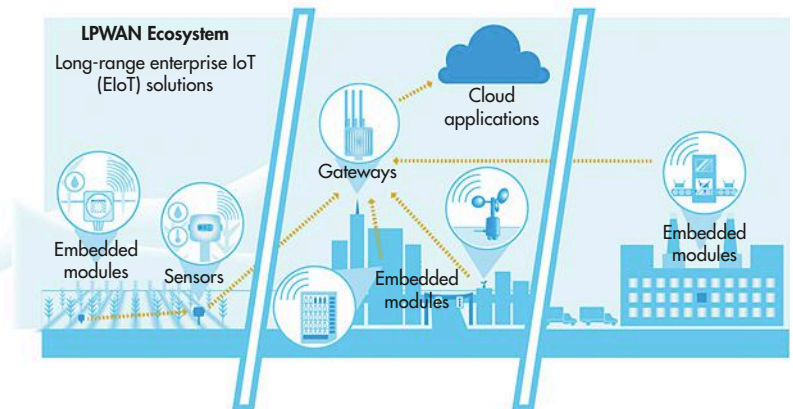 LPWAN Ecosystem
Long-range enterprise IoT
(EIoT) solutions
Cloud
applications
Gateways
Embedded
modules
Sensors
Embedded
modules
Embedded
modules